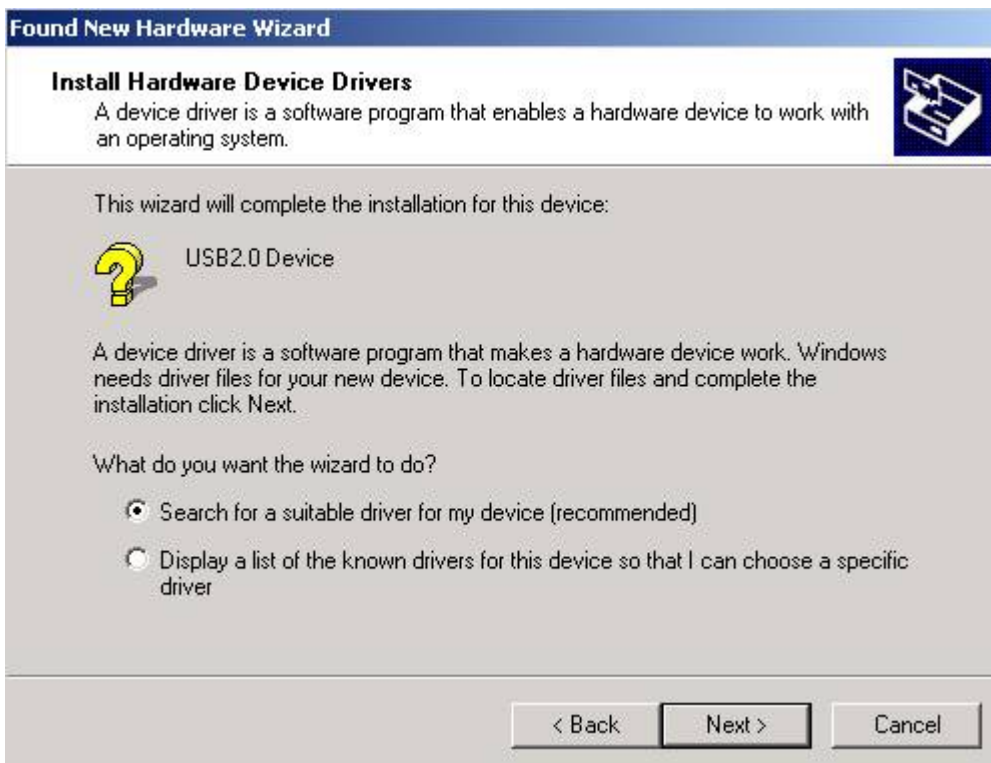 Found New Hardware Wizard
Install Hardware Device Drivers
A device driver is a software program that enables a hardware device to work with
an operating system.
This wizard will complete the installation for this device:
USB2.0 Device
A device driver is a software program that makes a hardware device work. Windows
needs driver files for your new device. To locate driver files and complete the
installation click Next.
What do you want the wizard to do?
Search for a suitable driver for my device (recommended)
Display a list of the known drivers for this device so that I can choose a specific
driver
< Back Next > Cancel